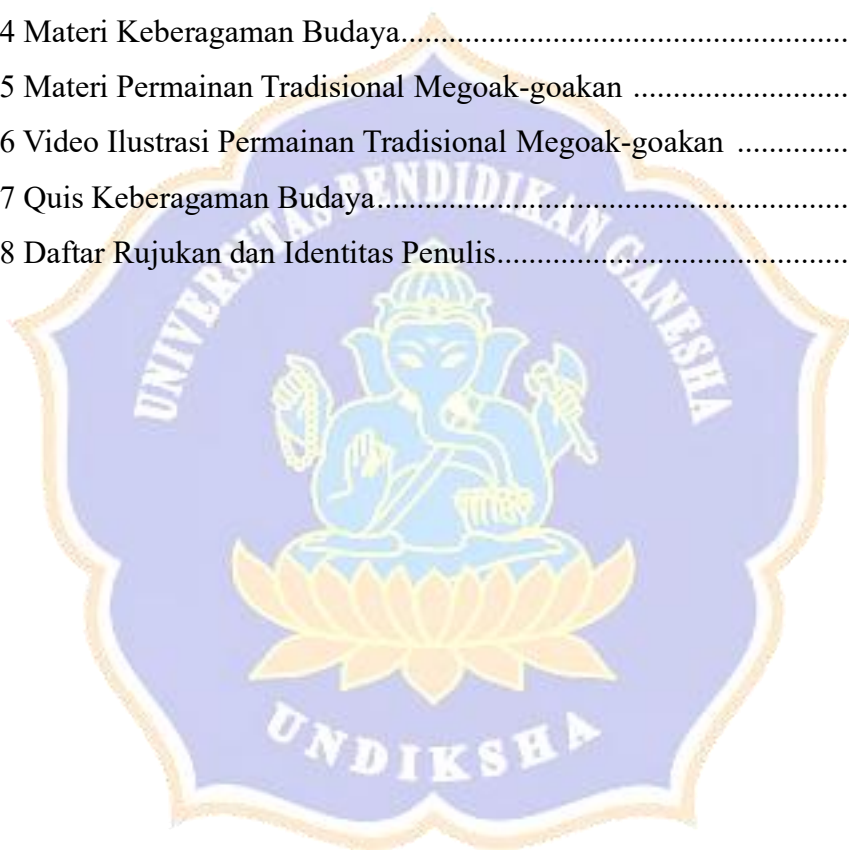 4 Materi Keberagaman Budaya..........................................................
5 Materi Permainan Tradisional Megoak-goakan ...........................
6 Video Ilustrasi Permainan Tradisional Megoak-goakan ..............
7 Quis Keberagaman Budaya.............................................................
8 Daftar Rujukan dan Identitas Penulis.............................................
UNIVERSITAS PENDIDIKAN GANESHA
UNDIKSHA